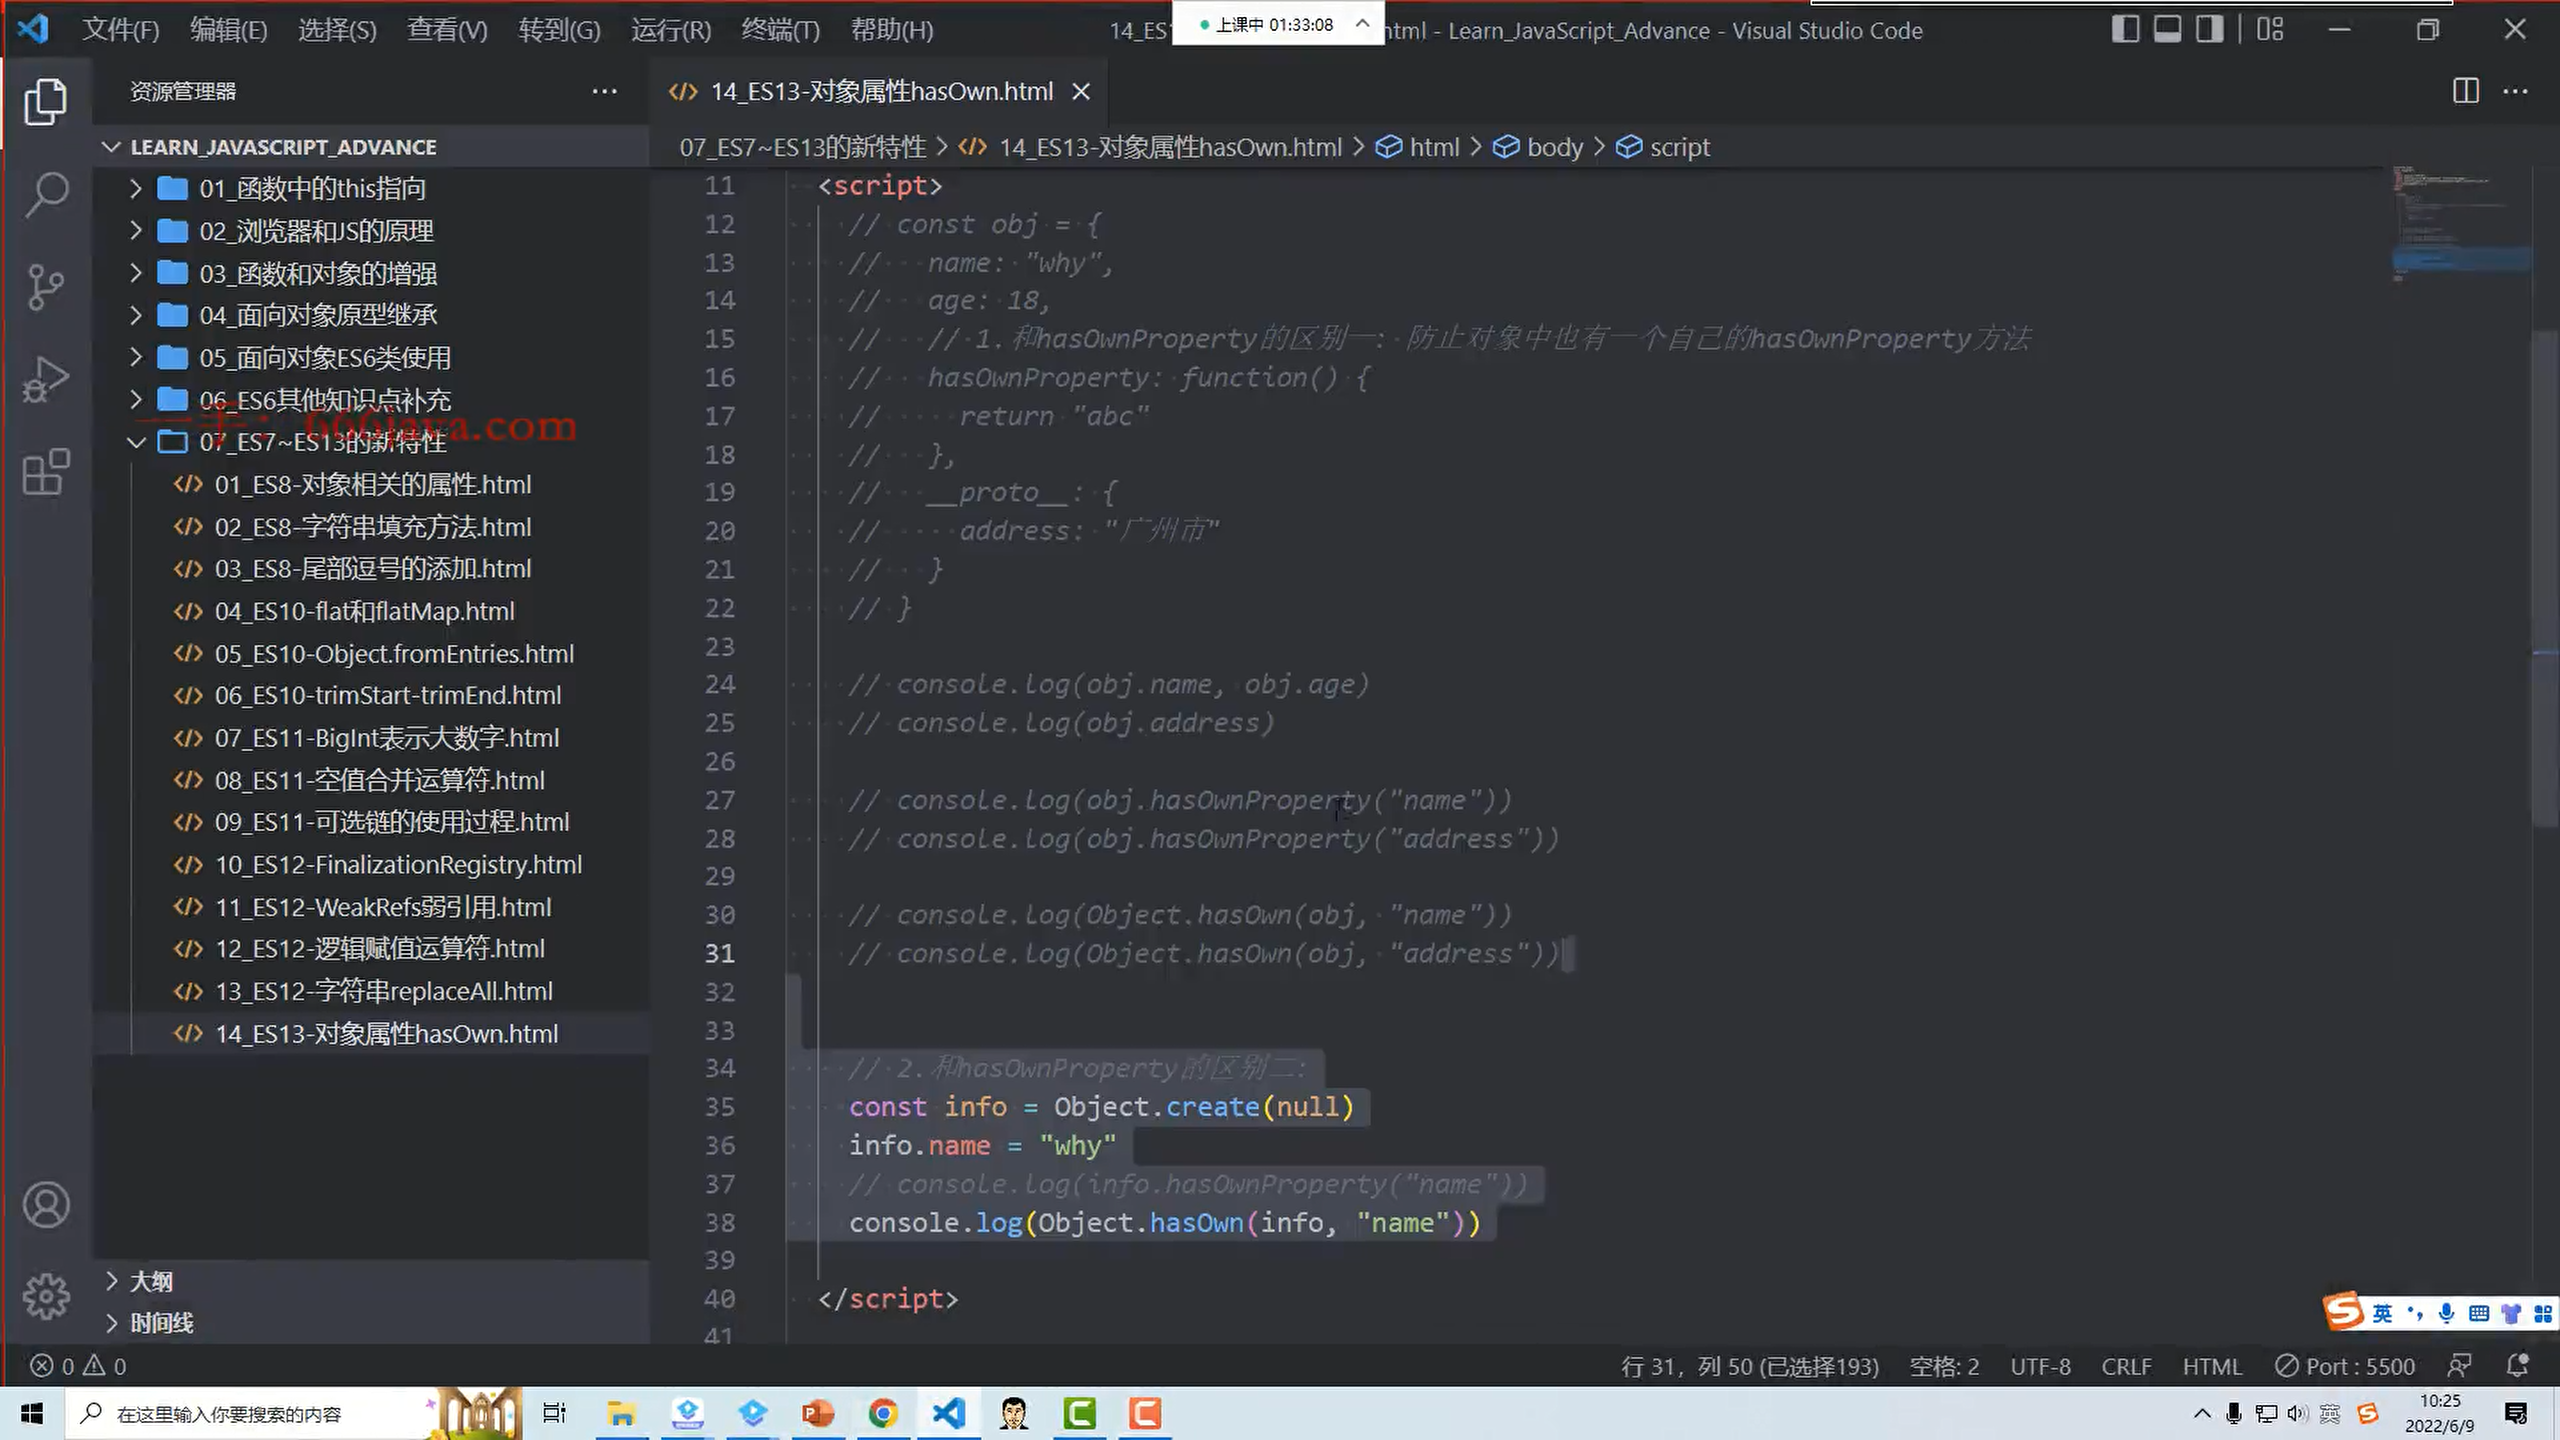 文件(F) 编辑(E) 选择(S) 查看(V) 转到(G) 运行(R) 终端(T) 帮助(H)
14_ES
上课中 01:33:08
html - Learn_JavaScript_Advance - Visual Studio Code
资源管理器
14_ES13-对象属性hasOwn.html
LEARN_JAVASCRIPT_ADVANCE
07_ES7~ES13的新特性 > 14_ES13-对象属性hasOwn.html > html > body > script
01_函数中的this指向
02_浏览器和JS的原理
03_函数和对象的增强
04_面向对象原型继承
05_面向对象ES6类使用
06_ES6其他知识点补充
一手：666java.com
07_ES7~ES13的新特性
01_ES8-对象相关的属性.html
02_ES8-字符串填充方法.html
03_ES8-尾部逗号的添加.html
04_ES10-flat和flatMap.html
05_ES10-Object.fromEntries.html
06_ES10-trimStart-trimEnd.html
07_ES11-BigInt表示大数字.html
08_ES11-空值合并运算符.html
09_ES11-可选链的使用过程.html
10_ES12-FinalizationRegistry.html
11_ES12-WeakRefs弱引用.html
12_ES12-逻辑赋值运算符.html
13_ES12-字符串replaceAll.html
14_ES13-对象属性hasOwn.html
大纲
时间线
11 <script>
12 // const obj = {
13 // name: "why",
14 // age: 18,
15 // // 1.和hasOwnProperty的区别一: 防止对象中也有一个自己的hasOwnProperty方法
16 // hasOwnProperty: function() {
17 // return "abc"
18 // },
19 // __proto__: {
20 // address: "广州市"
21 // }
22 // }
23
24 // console.log(obj.name, obj.age)
25 // console.log(obj.address)
26
27 // console.log(obj.hasOwnProperty("name"))
28 // console.log(obj.hasOwnProperty("address"))
29
30 // console.log(Object.hasOwn(obj, "name"))
31 // console.log(Object.hasOwn(obj, "address"))
32
33
34 // 2.和hasOwnProperty的区别二:
35 const info = Object.create(null)
36 info.name = "why"
37 // console.log(info.hasOwnProperty("name"))
38 console.log(Object.hasOwn(info, "name"))
39
40 </script>
41
英
0 0
行 31，列 50 (已选择193) 空格: 2 UTF-8 CRLF HTML Port : 5500
在这里输入你要搜索的内容
英
10:25
2022/6/9